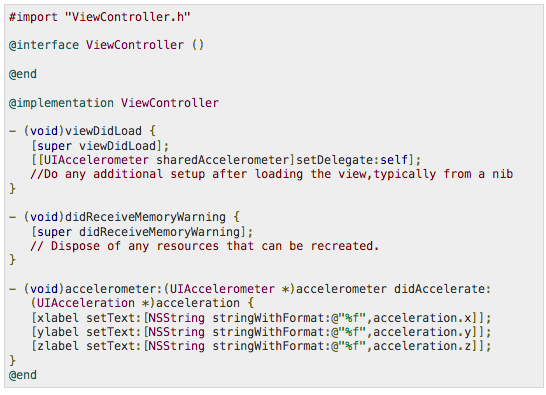 #import "ViewController.h"
@interface ViewController ()
@end
@implementation ViewController
- (void)viewDidLoad {
[super viewDidLoad];
[[UIAccelerometer sharedAccelerometer]setDelegate:self];
//Do any additional setup after loading the view,typically from a nib
}
- (void)didReceiveMemoryWarning {
[super didReceiveMemoryWarning];
// Dispose of any resources that can be recreated.
}
- (void)accelerometer:(UIAccelerometer *)accelerometer didAccelerate:
(UIAcceleration *)acceleration {
[xlabel setText:[NSString stringWithFormat:@"%f",acceleration.x]];
[ylabel setText:[NSString stringWithFormat:@"%f",acceleration.y]];
[zlabel setText:[NSString stringWithFormat:@"%f",acceleration.z]];
}
@end